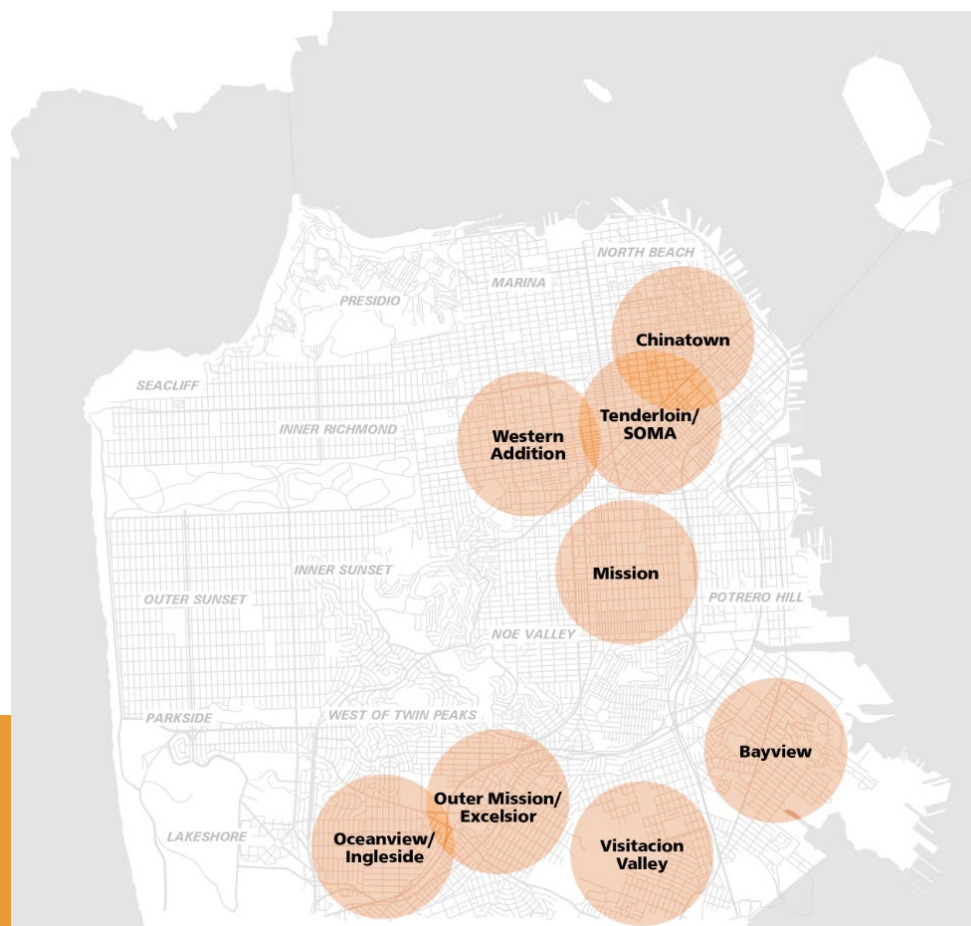 NORTH BEACH
MARINA
PRESIDIO
Chinatown
SEACLIFF
INNER RICHMOND
Tenderloin/
SOMA
Western
Addition
INNER SUNSET
Mission
OUTER SUNSET
POTRERO HILL
NOE VALLEY
PARKSIDE
WEST OF TWIN PEAKS
Bayview
Outer Mission/
Excelsior
LAKESHORE
Oceanview/
Ingleside
Visitacion
Valley